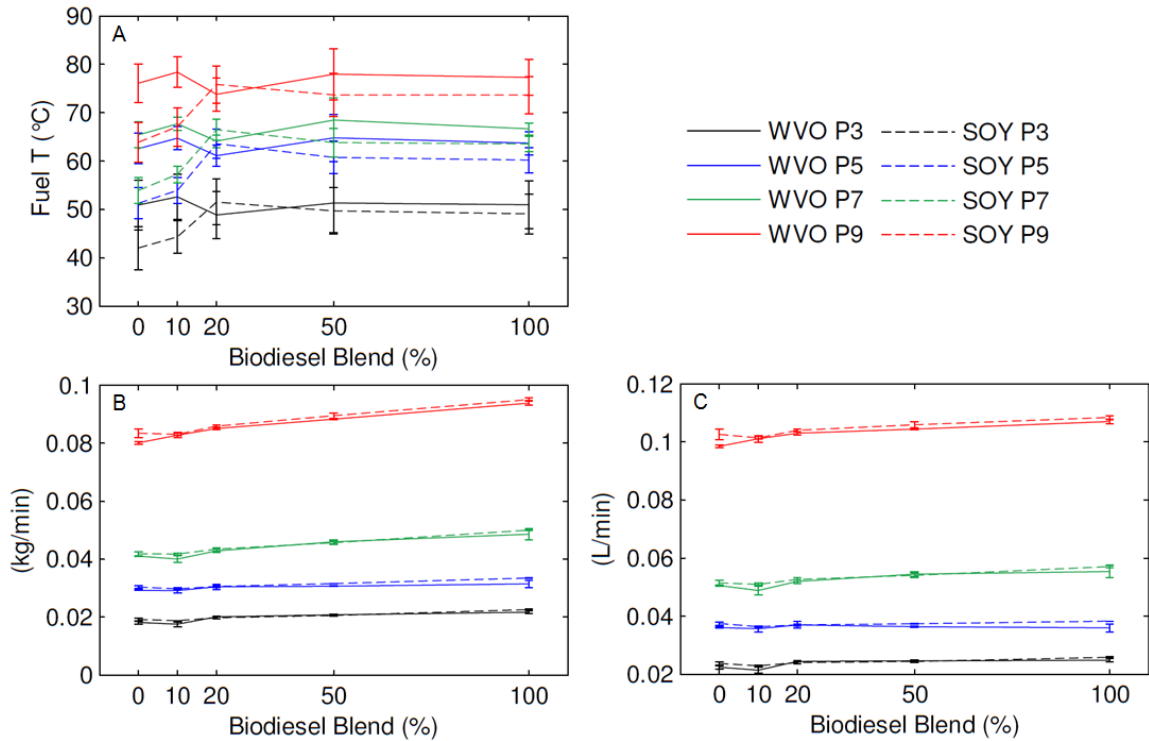 A
90
80
70
60
50
40
30
Fuel T (°C)
0 10 20 50 100
Biodiesel Blend (%)
WVO P3 SOY P3
WVO P5 SOY P5
WVO P7 SOY P7
WVO P9 SOY P9
B
0.1
0.08
0.06
0.04
0.02
0
(kg/min)
0 10 20 50 100
Biodiesel Blend (%)
C
0.12
0.1
0.08
0.06
0.04
0.02
(L/min)
0 10 20 50 100
Biodiesel Blend (%)